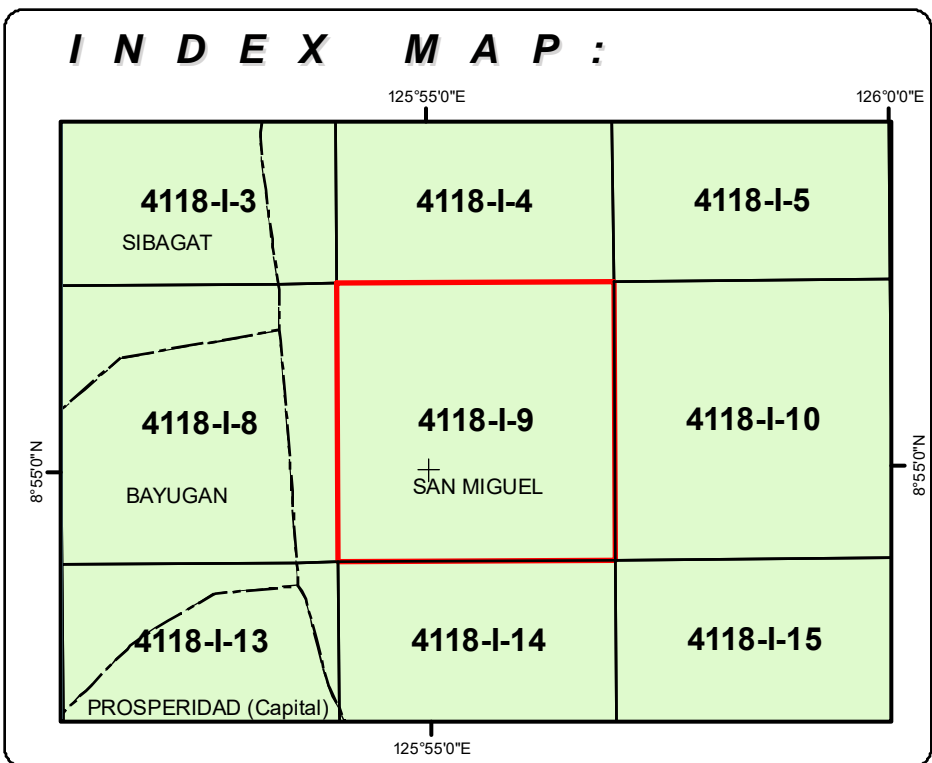 INDEX MAP:
125°55'0"E
126°0'0"E
4118-I-3
4118-I-4
4118-I-5
SIBAGAT
4118-I-8
4118-I-9
4118-I-10
8°55'0"N
8°55'0"N
BAYUGAN
SAN MIGUEL
4118-I-13
4118-I-14
4118-I-15
PROSPERIDAD (Capital)
125°55'0"E